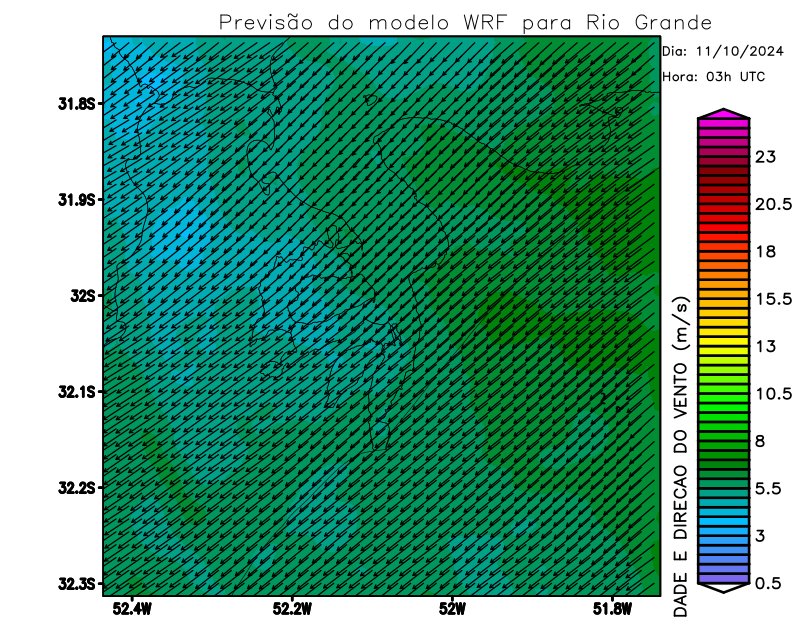 Previsão do modelo WRF para Rio Grande
Dia: 11/10/2024
Hora: 03h UTC
31.8S
31.9S
32S
32.1S
32.2S
32.3S
52.4W
52.2W
52W
51.8W
23
20.5
18
15.5
13
10.5
8
5.5
3
0.5
DADE E DIRECAO DO VENTO (m/s)